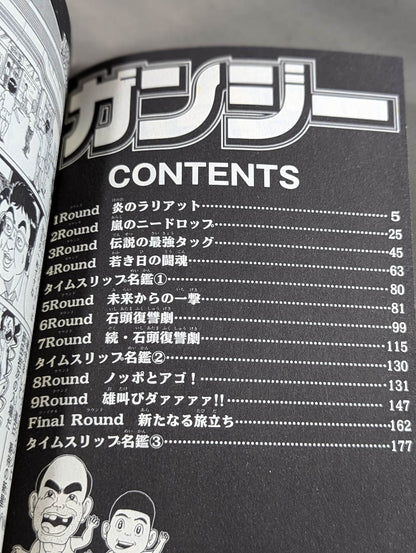 ガンジー
CONTENTS
1Round 炎のラリアット 5
2Round 嵐のニードロップ 25
3Round 伝説の最強タッグ 45
4Round 若き日の闘魂 63
タイムスリップ名鑑① 80
5Round 未来からの一撃 81
6Round 石頭復讐劇 99
7Round 続・石頭復讐劇 115
タイムスリップ名鑑② 130
8Round ノッポとアゴ! 131
9Round 雄叫びダァァァァ!! 147
Final Round 新たなる旅立ち 162
タイムスリップ名鑑③ 177